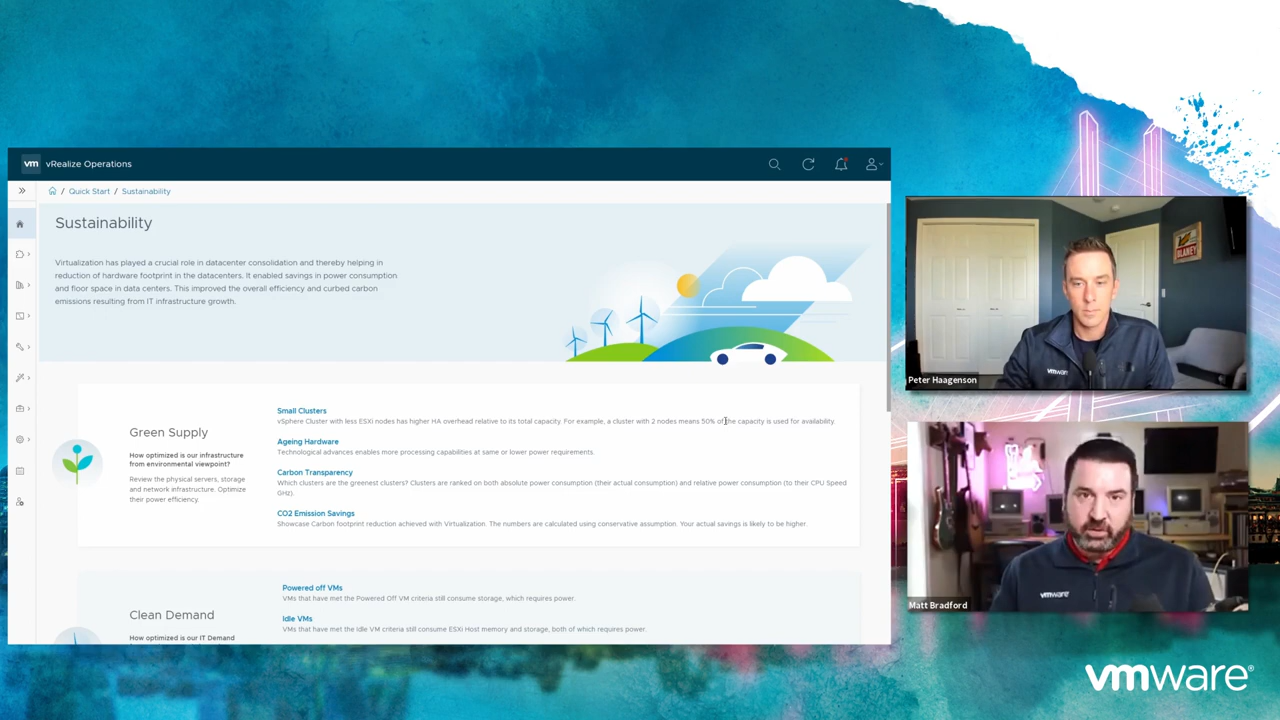 vm vRealize Operations
/ Quick Start / Sustainability
Sustainability
Virtualization has played a crucial role in datacenter consolidation and thereby helping in
reduction of hardware footprint in the datacenters. It enabled savings in power consumption
and floor space in data centers. This improved the overall efficiency and curbed carbon
emissions resulting from IT infrastructure growth.
Green Supply
How optimized is our infrastructure
from environmental viewpoint?
Review the physical servers, storage
and network infrastructure. Optimize
their power efficiency.
Small Clusters
vSphere Cluster with less ESXi nodes has higher HA overhead relative to its total capacity. For example, a cluster with 2 nodes means 50% of the capacity is used for availability.
Ageing Hardware
Technological advances enables more processing capabilities at same or lower power requirements.
Carbon Transparency
Which clusters are the greenest clusters? Clusters are ranked on both absolute power consumption (their actual consumption) and relative power consumption (to their CPU Speed
GHz).
CO2 Emission Savings
Showcase Carbon footprint reduction achieved with Virtualization. The numbers are calculated using conservative assumption. Your actual savings is likely to be higher.
Clean Demand
How optimized is our IT Demand
Powered off VMs
VMs that have met the Powered Off VM criteria still consume storage, which requires power.
Idle VMs
VMs that have met the Idle VM criteria still consume ESXi Host memory and storage, both of which requires power.
BLANEY
vmware
Peter Haagenson
vmware
Matt Bradford
vmware®